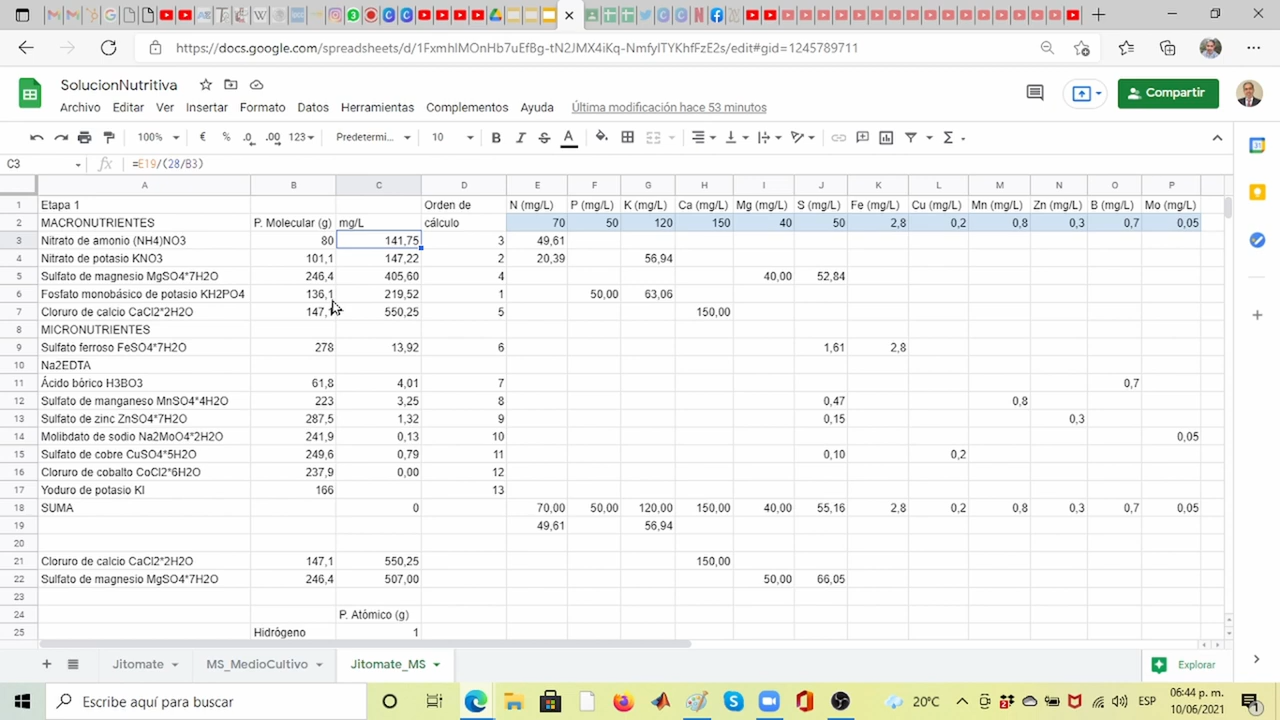 https://docs.google.com/spreadsheets/d/1FxmhlMOnHb7uEfBg-tN2JMX4iKq-NmfylTYKhfFzE2s/edit#gid=1245789711
SolucionNutritiva
Archivo Editar Ver Insertar Formato Datos Herramientas Complementos Ayuda Última modificación hace 53 minutos
Compartir
100% € % .0 .00 123 Predetermi... 10 B I S A
C3 fx =E19/(28/B3)
A B C D E F G H I J K L M N O P
1 Etapa 1 Orden de N (mg/L) P (mg/L) K (mg/L) Ca (mg/L) Mg (mg/L) S (mg/L) Fe (mg/L) Cu (mg/L) Mn (mg/L) Zn (mg/L) B (mg/L) Mo (mg/L)
2 MACRONUTRIENTES P. Molecular (g) mg/L cálculo 70 50 120 150 40 50 2,8 0,2 0,8 0,3 0,7 0,05
3 Nitrato de amonio (NH4)NO3 80 141,75 3 49,61
4 Nitrato de potasio KNO3 101,1 147,22 2 20,39 56,94
5 Sulfato de magnesio MgSO4*7H2O 246,4 405,60 4 40,00 52,84
6 Fosfato monobásico de potasio KH2PO4 136,1 219,52 1 50,00 63,06
7 Cloruro de calcio CaCl2*2H2O 147,1 550,25 5 150,00
8 MICRONUTRIENTES
9 Sulfato ferroso FeSO4*7H2O 278 13,92 6 1,61 2,8
10 Na2EDTA
11 Ácido bórico H3BO3 61,8 4,01 7 0,7
12 Sulfato de manganeso MnSO4*4H2O 223 3,25 8 0,47 0,8
13 Sulfato de zinc ZnSO4*7H2O 287,5 1,32 9 0,15 0,3
14 Molibdato de sodio Na2MoO4*2H2O 241,9 0,13 10 0,05
15 Sulfato de cobre CuSO4*5H2O 249,6 0,79 11 0,10 0,2
16 Cloruro de cobalto CoCl2*6H2O 237,9 0,00 12
17 Yoduro de potasio KI 166 13
18 SUMA 0 70,00 50,00 120,00 150,00 40,00 55,16 2,8 0,2 0,8 0,3 0,7 0,05
19 49,61 56,94
20
21 Cloruro de calcio CaCl2*2H2O 147,1 550,25 150,00
22 Sulfato de magnesio MgSO4*7H2O 246,4 507,00 50,00 66,05
23
24 P. Atómico (g)
25 Hidrógeno 1
Jitomate MS_MedioCultivo Jitomate_MS Explorar
Escribe aquí para buscar 20°C ESP 06:44 p. m.
10/06/2021